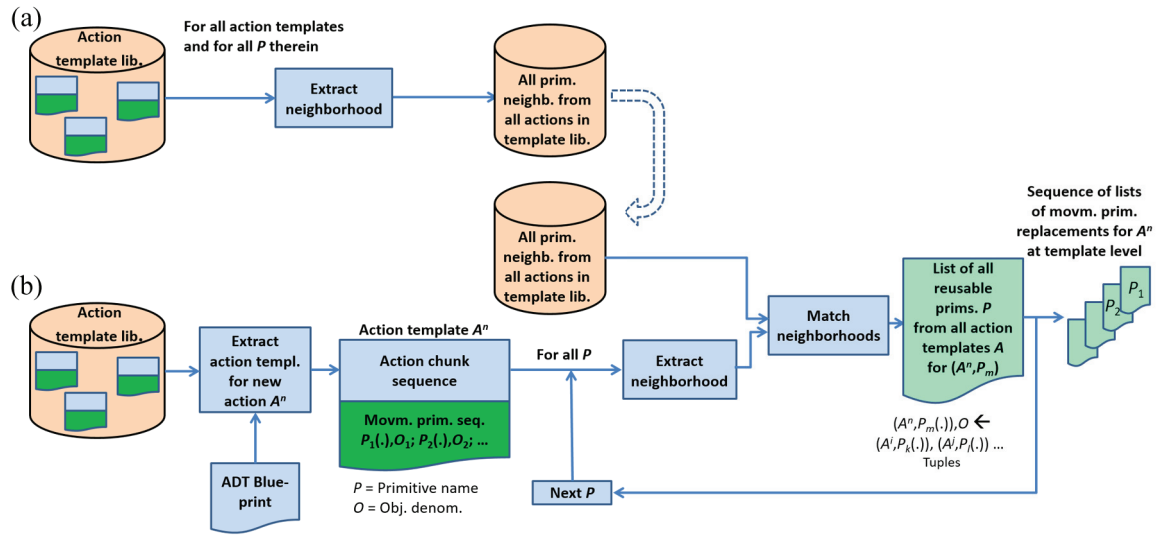 (a)
Action
template lib.
For all action templates
and for all P therein
Extract
neighborhood
All prim.
neighb. from
all actions in
template lib.
All prim.
neighb. from
all actions in
template lib.
Sequence of lists
of movm. prim.
replacements for Aⁿ
at template level
P₁
P₂
(b)
Action
template lib.
Extract
action templ.
for new
action Aⁿ
ADT Blue-
print
Action template Aⁿ
Action chunk
sequence
Movm. prim. seq.
P₁(.),O₁; P₂(.),O₂; ...
P = Primitive name
O = Obj. denom.
For all P
Extract
neighborhood
Next P
Match
neighborhoods
List of all
reusable
prims. P
from all action
templates A
for (Aⁿ,Pₘ)
(Aⁿ,Pₘ(.)),O ←
(Aⁱ,Pₖ(.)), (Aʲ,Pₗ(.)) ...
Tuples